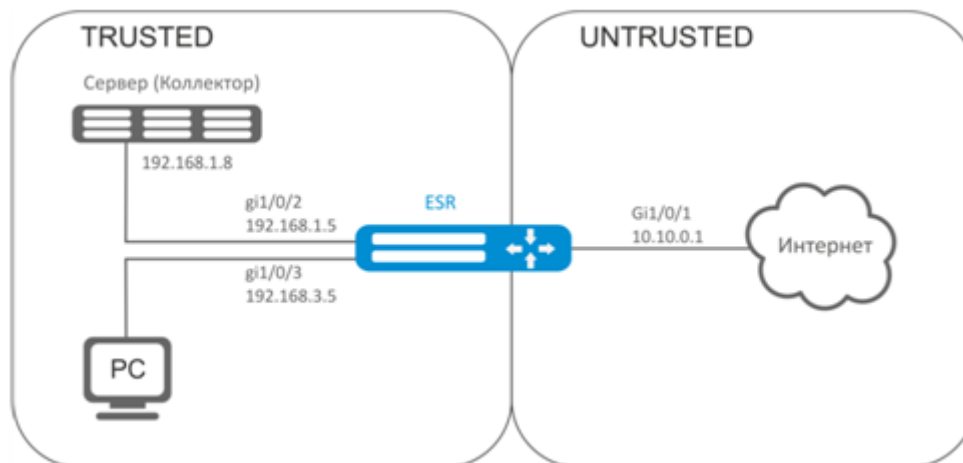 TRUSTED
UNTRUSTED
Сервер (Коллектор)
192.168.1.8
gi1/0/2
192.168.1.5
ESR
Gi1/0/1
10.10.0.1
Интернет
gi1/0/3
192.168.3.5
PC